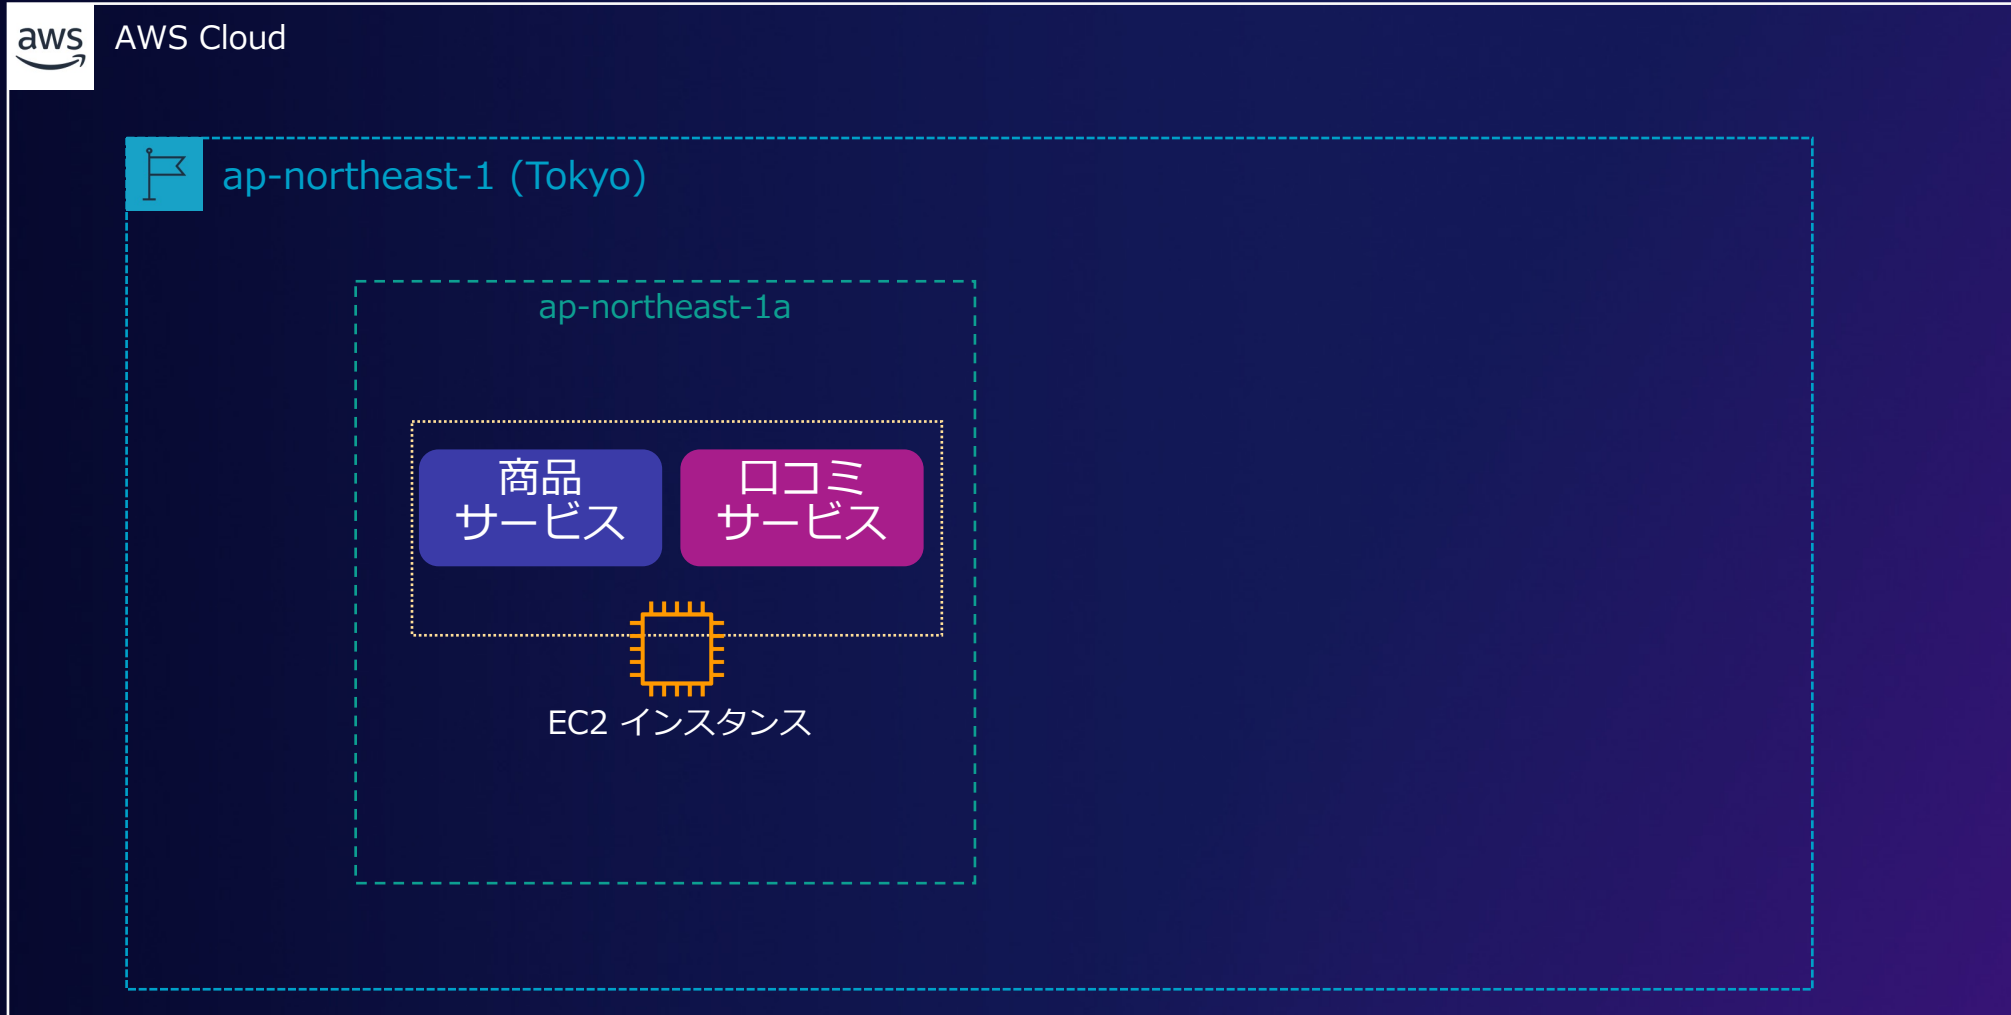 aws
AWS Cloud
ap-northeast-1 (Tokyo)
ap-northeast-1a
商品
サービス
口コミ
サービス
EC2 インスタンス